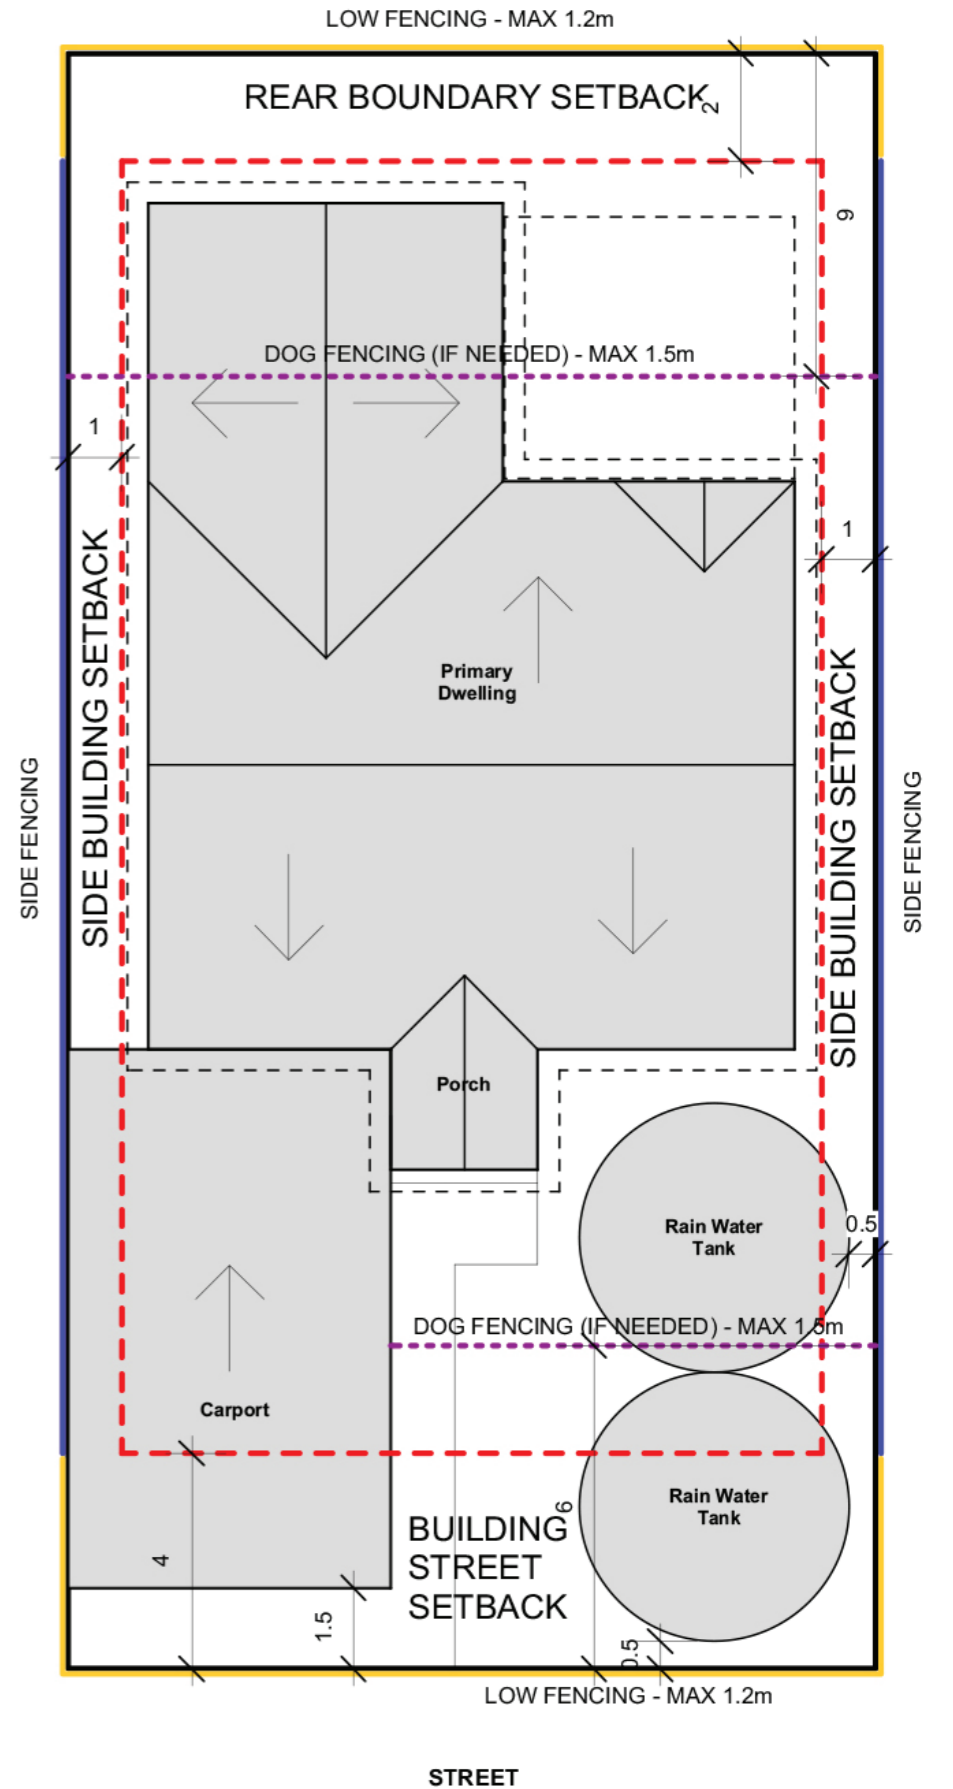 LOW FENCING - MAX 1.2m
REAR BOUNDARY SETBACK
2
6
DOG FENCING (IF NEEDED) - MAX 1.5m
1
1
SIDE BUILDING SETBACK
SIDE BUILDING SETBACK
Primary
Dwelling
SIDE FENCING
SIDE FENCING
Porch
Rain Water
Tank
0.5
DOG FENCING (IF NEEDED) - MAX 1.5m
Carport
Rain Water
Tank
6
BUILDING
STREET
SETBACK
4
1.5
0.5
LOW FENCING - MAX 1.2m
STREET